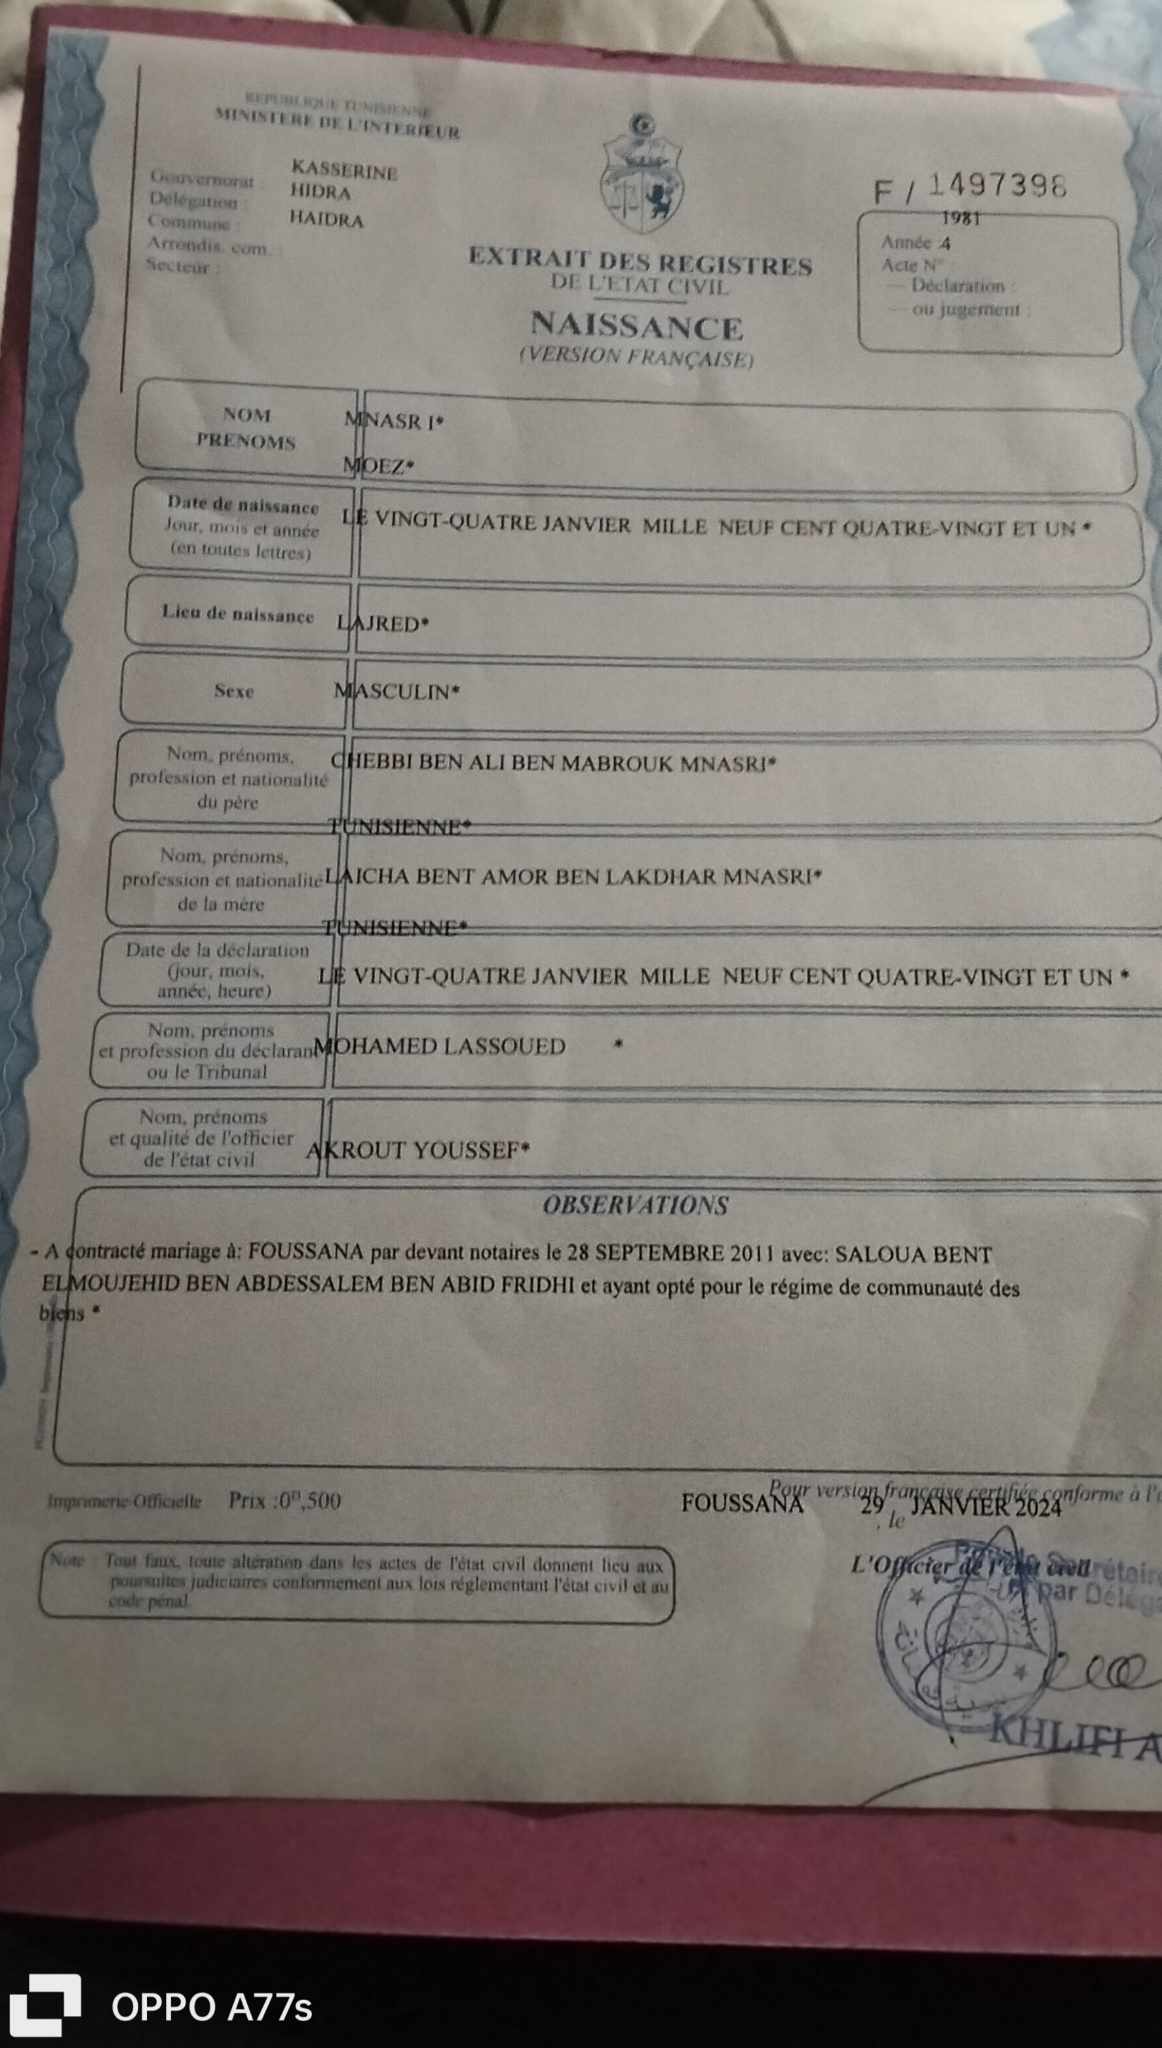 REPUBLIQUE TUNISIENNE
MINISTERE DE L'INTERIEUR
Gouvernorat : KASSERINE
Délégation : HIDRA
Commune : HAIDRA
Arrondis. com. :
Secteur :
F / 1497398
1981
Année :4
Acte N° :
— Déclaration :
— ou jugement :
EXTRAIT DES REGISTRES
DE L'ETAT CIVIL
NAISSANCE
(VERSION FRANÇAISE)
NOM MNASR I*
PRENOMS MOEZ*
Date de naissance
Jour, mois et année
(en toutes lettres)
LE VINGT-QUATRE JANVIER MILLE NEUF CENT QUATRE-VINGT ET UN *
Lieu de naissance LAJRED*
Sexe MASCULIN*
Nom, prénoms,
profession et nationalité
du père
CHEBBI BEN ALI BEN MABROUK MNASRI*
TUNISIENNE*
Nom, prénoms,
profession et nationalité
de la mère
LAICHA BENT AMOR BEN LAKDHAR MNASRI*
TUNISIENNE*
Date de la déclaration
(jour, mois,
année, heure)
LE VINGT-QUATRE JANVIER MILLE NEUF CENT QUATRE-VINGT ET UN *
Nom, prénoms
et profession du déclarant
ou le Tribunal
MOHAMED LASSOUED *
Nom, prénoms
et qualité de l'officier
de l'état civil
AKROUT YOUSSEF*
OBSERVATIONS
- A contracté mariage à: FOUSSANA par devant notaires le 28 SEPTEMBRE 2011 avec: SALOUA BENT
ELMOUJEHID BEN ABDESSALEM BEN ABID FRIDHI et ayant opté pour le régime de communauté des
biens *
Imprimerie Officielle Prix :0ᴰ,500
Pour version française certifiée conforme à l'o
FOUSSANA , le 29 JANVIER 2024
L'Officier de l'état civil
par Déléga
KHLIFI A
Note : Tout faux, toute altération dans les actes de l'état civil donnent lieu aux
poursuites judiciaires conformement aux lois réglementant l'état civil et au
code pénal
OPPO A77s